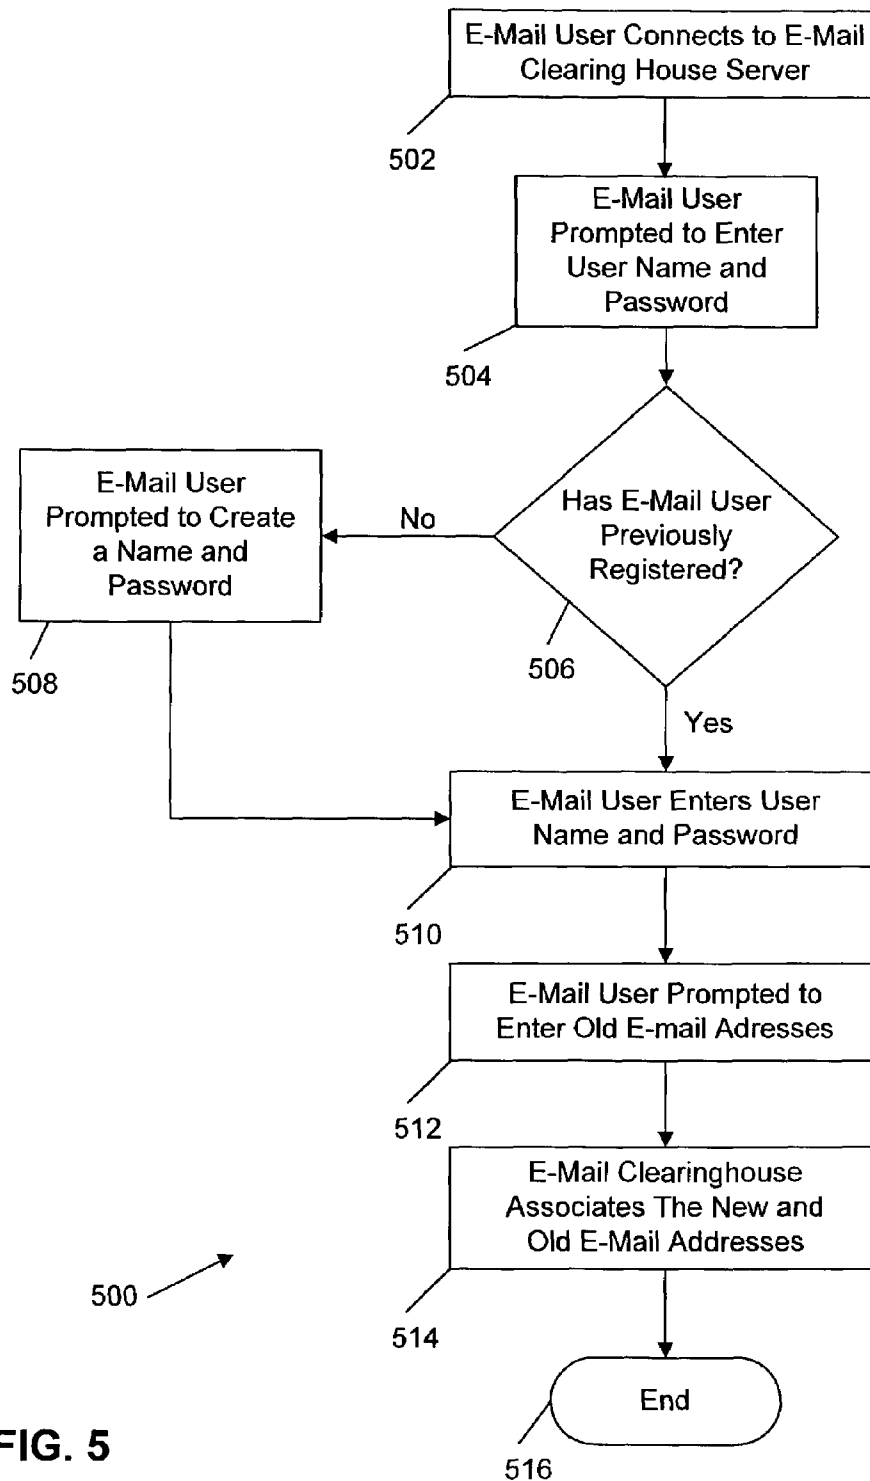 E-Mail User Connects to E-Mail
Clearing House Server
502
E-Mail User
Prompted to Enter
User Name and
Password
504
E-Mail User
Prompted to Create
a Name and
Password
No
Has E-Mail User
Previously
Registered?
508
506
Yes
E-Mail User Enters User
Name and Password
510
E-Mail User Prompted to
Enter Old E-mail Adresses
512
E-Mail Clearinghouse
Associates The New and
Old E-Mail Addresses
500
514
End
516
FIG. 5